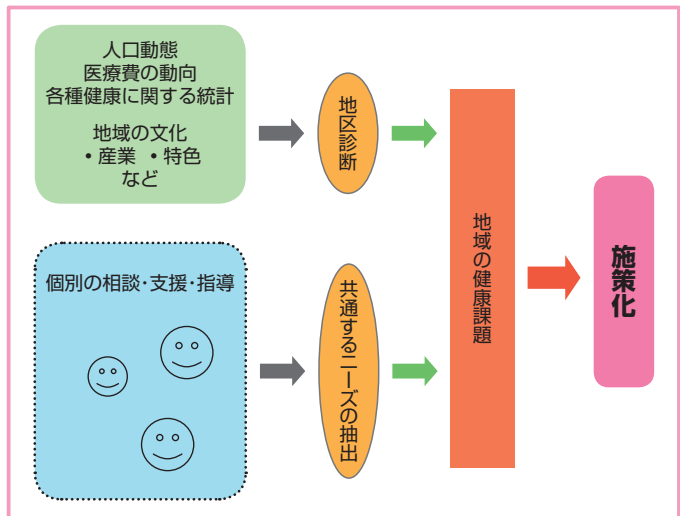 人口動態
医療費の動向
各種健康に関する統計
地域の文化
・産業 ・特色
など
地区診断
個別の相談・支援・指導
共通するニーズの抽出
地域の健康課題
施策化